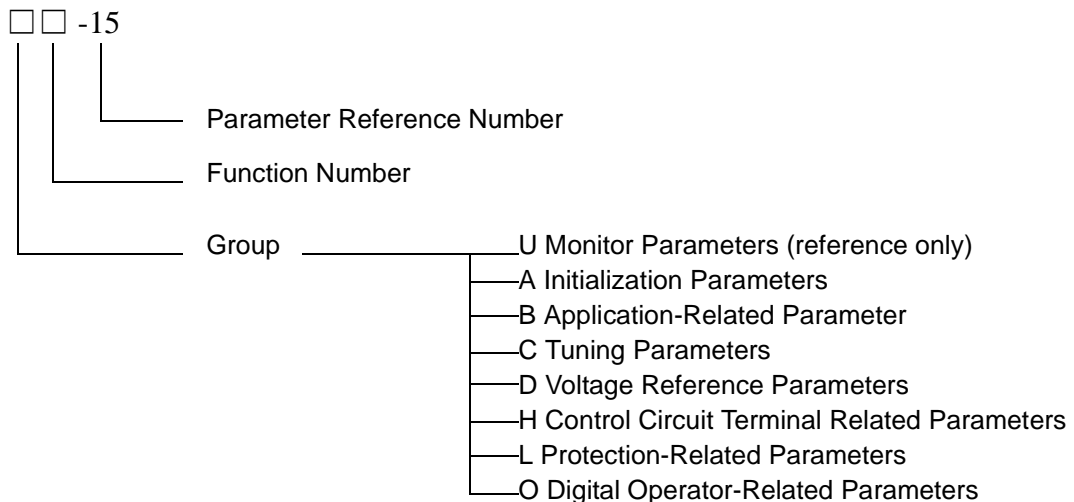 □ □ -15
Parameter Reference Number
Function Number
Group
U Monitor Parameters (reference only)
A Initialization Parameters
B Application-Related Parameter
C Tuning Parameters
D Voltage Reference Parameters
H Control Circuit Terminal Related Parameters
L Protection-Related Parameters
O Digital Operator-Related Parameters